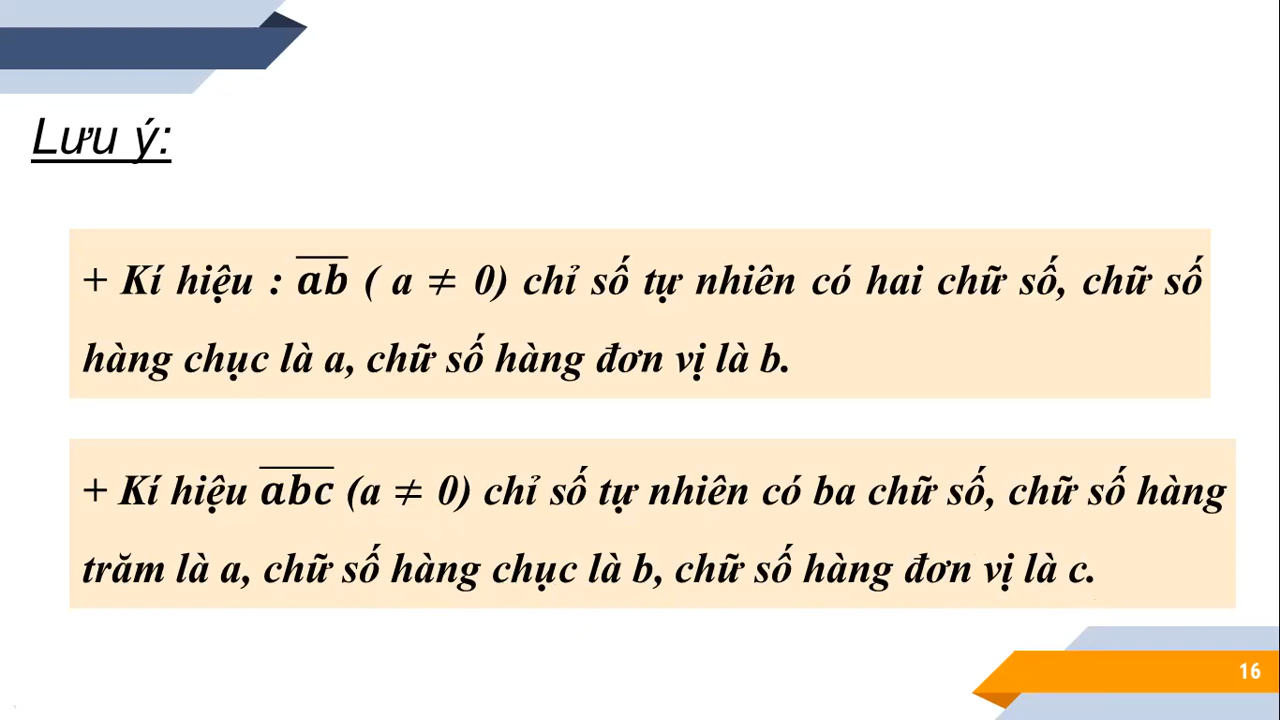 Lưu ý:
+ Kí hiệu : a̅b̅ ( a ≠ 0) chỉ số tự nhiên có hai chữ số, chữ số
hàng chục là a, chữ số hàng đơn vị là b.
+ Kí hiệu a̅b̅c̅ (a ≠ 0) chỉ số tự nhiên có ba chữ số, chữ số hàng
trăm là a, chữ số hàng chục là b, chữ số hàng đơn vị là c.
16